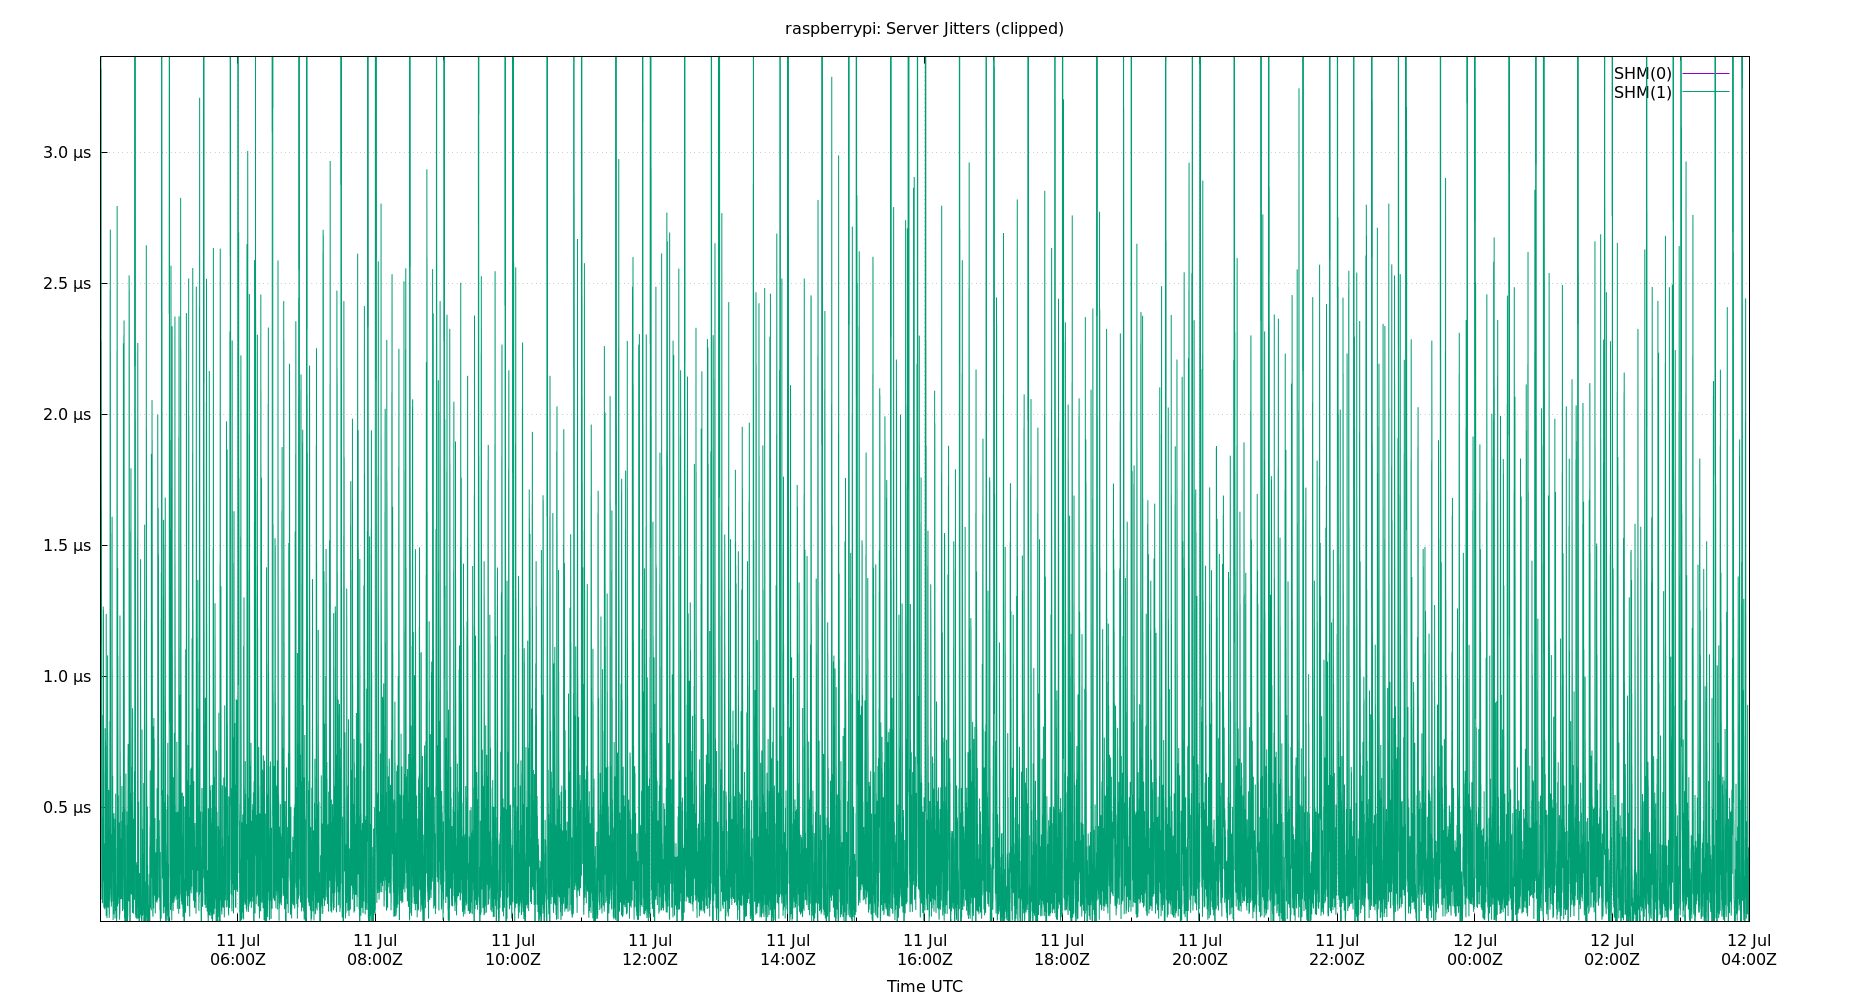 raspberrypi: Server Jitters (clipped)
SHM(0)
SHM(1)
3.0 μs
2.5 μs
2.0 μs
1.5 μs
1.0 μs
0.5 μs
11 Jul 11 Jul 11 Jul 11 Jul 11 Jul 11 Jul 11 Jul 11 Jul 11 Jul 12 Jul 12 Jul 12 Jul
06:00Z 08:00Z 10:00Z 12:00Z 14:00Z 16:00Z 18:00Z 20:00Z 22:00Z 00:00Z 02:00Z 04:00Z
Time UTC